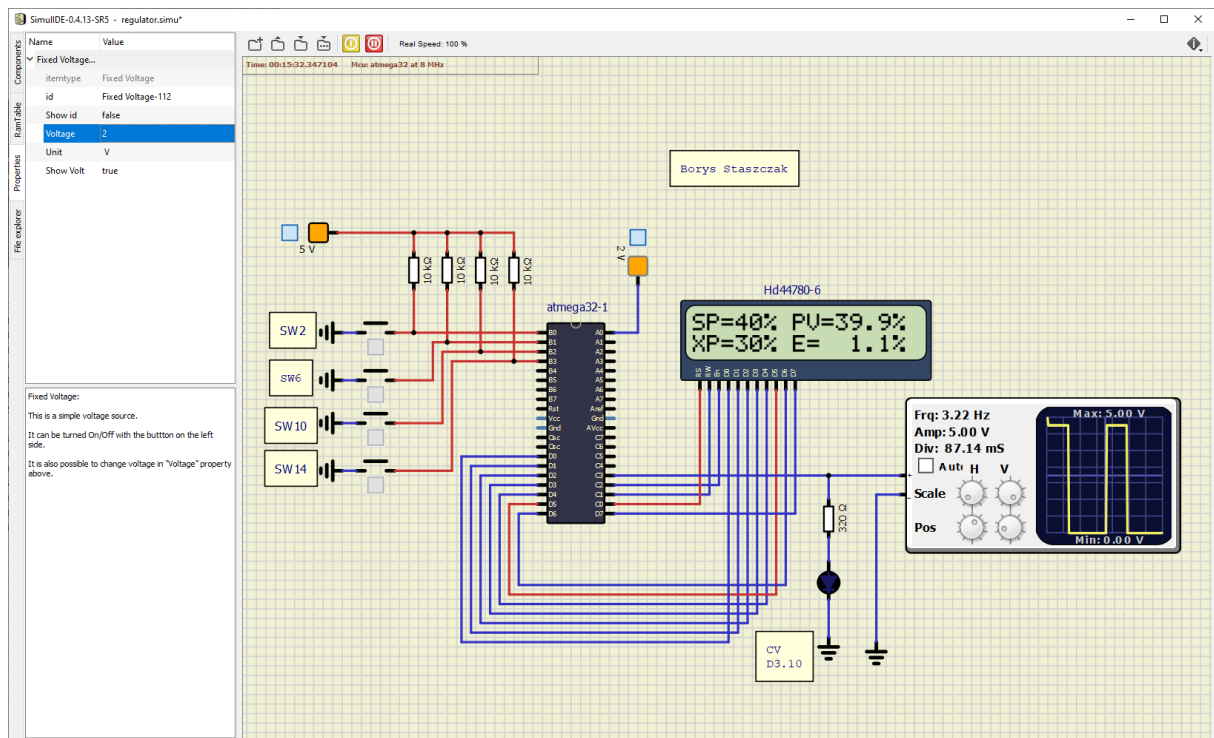 SimulIDE-0.4.13-SR5 - regulator.simu*
Components
RamTable
Properties
File explorer
Name Value
Fixed Voltage...
itemtype Fixed Voltage
id Fixed Voltage-112
Show id false
Voltage 2
Unit V
Show Volt true
Fixed Voltage:
This is a simple voltage source.
It can be turned On/Off with the buttton on the left
side.
It is also possible to change voltage in "Voltage" property
above.
Real Speed: 100 %
Time: 00:15:32.347104 Mcu: atmega32 at 8 MHz
Borys Staszczak
5 V
2 V
10 kΩ
10 kΩ
10 kΩ
10 kΩ
SW2
SW6
SW10
SW14
atmega32-1
B0 A0
B1 A1
B2 A2
B3 A3
B4 A4
B5 A5
B6 A6
B7 A7
Rst Aref
Vcc Gnd
Gnd AVcc
Osc C7
Osc C6
D0 C5
D1 C4
D2 C3
D3 C2
D4 C1
D5 C0
D6 D7
Hd44780-6
SP=40% PV=39.9%
XP=30% E= 1.1%
RS RW En D0 D1 D2 D3 D4 D5 D6 D7
320 Ω
CV
D3.10
Frq: 3.22 Hz
Amp: 5.00 V
Div: 87.14 mS
Auto H V
Scale
Pos
+
-
Max: 5.00 V
Min: 0.00 V